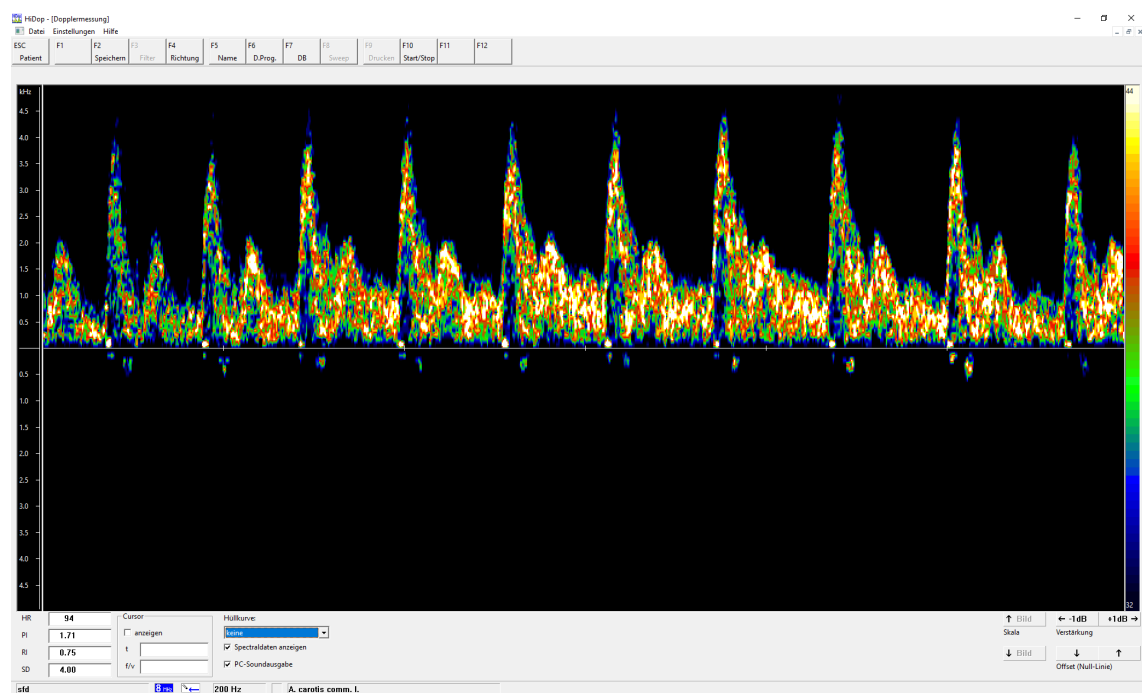 HiDop - [Dopplermessung]
Datei Einstellungen Hilfe
ESC F1 F2 F3 F4 F5 F6 F7 F8 F9 F10 F11 F12
Patient Speichern Filter Richtung Name D.Prog. DB Sweep Drucken Start/Stop
kHz 44
4.5
4.0
3.5
3.0
2.5
2.0
1.5
1.0
0.5
0.5
1.0
1.5
2.0
2.5
3.0
3.5
4.0
4.5
32
HR 94 Cursor Hüllkurve: ↑ Bild ← -1dB +1dB →
PI 1.71 anzeigen keine Skala Verstärkung
RI 0.75 t Spectraldaten anzeigen ↓ Bild ↓ ↑
SD 4.00 f/v PC-Soundausgabe Offset (Null-Linie)
sfd 8 MHz 200 Hz A. carotis comm. l.